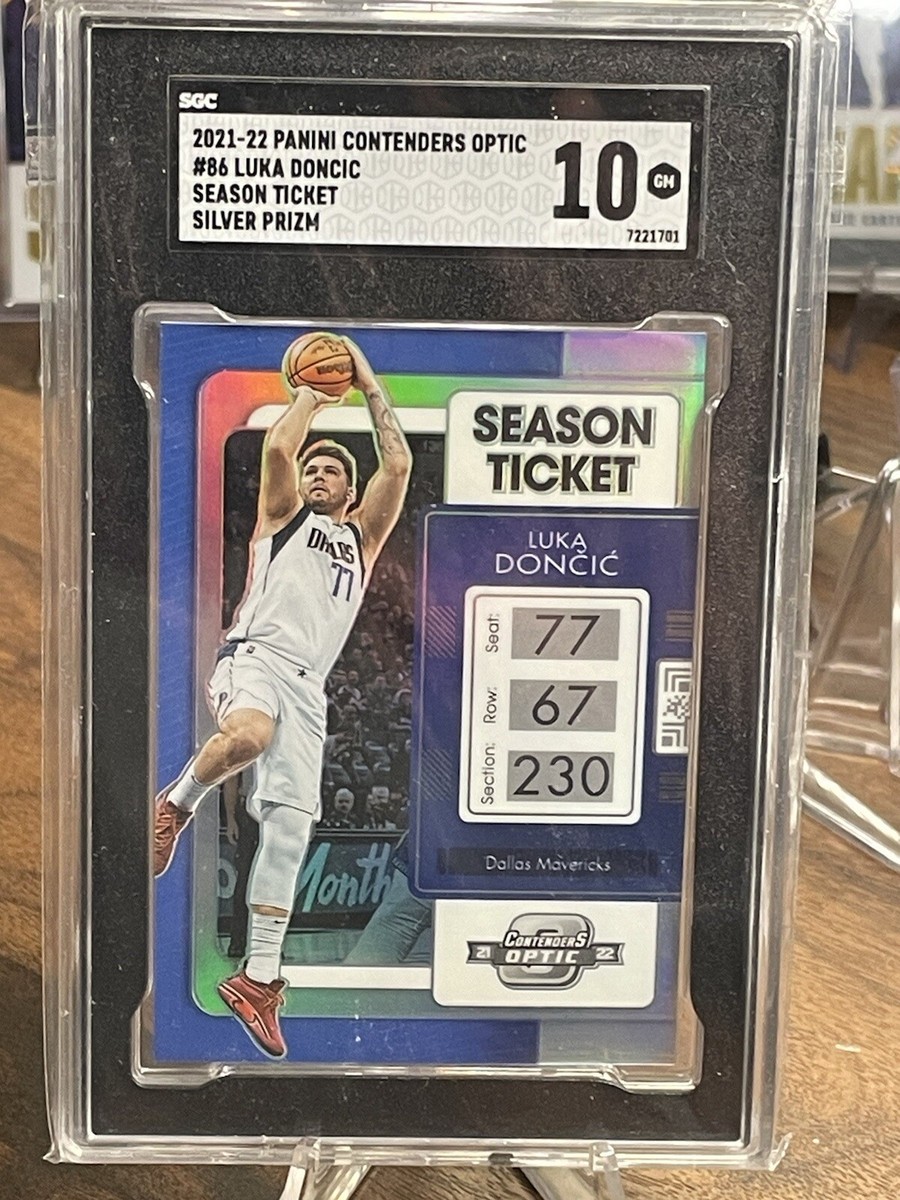 SGC
2021-22 PANINI CONTENDERS OPTIC
#86 LUKA DONCIC
SEASON TICKET
SILVER PRIZM
10 GM
7221701
SEASON
TICKET
LUKA
DONČIĆ
Seat: 77
Row: 67
Section: 230
Dallas Mavericks
CONTENDERS
21 OPTIC 22
DALLAS
77
Month